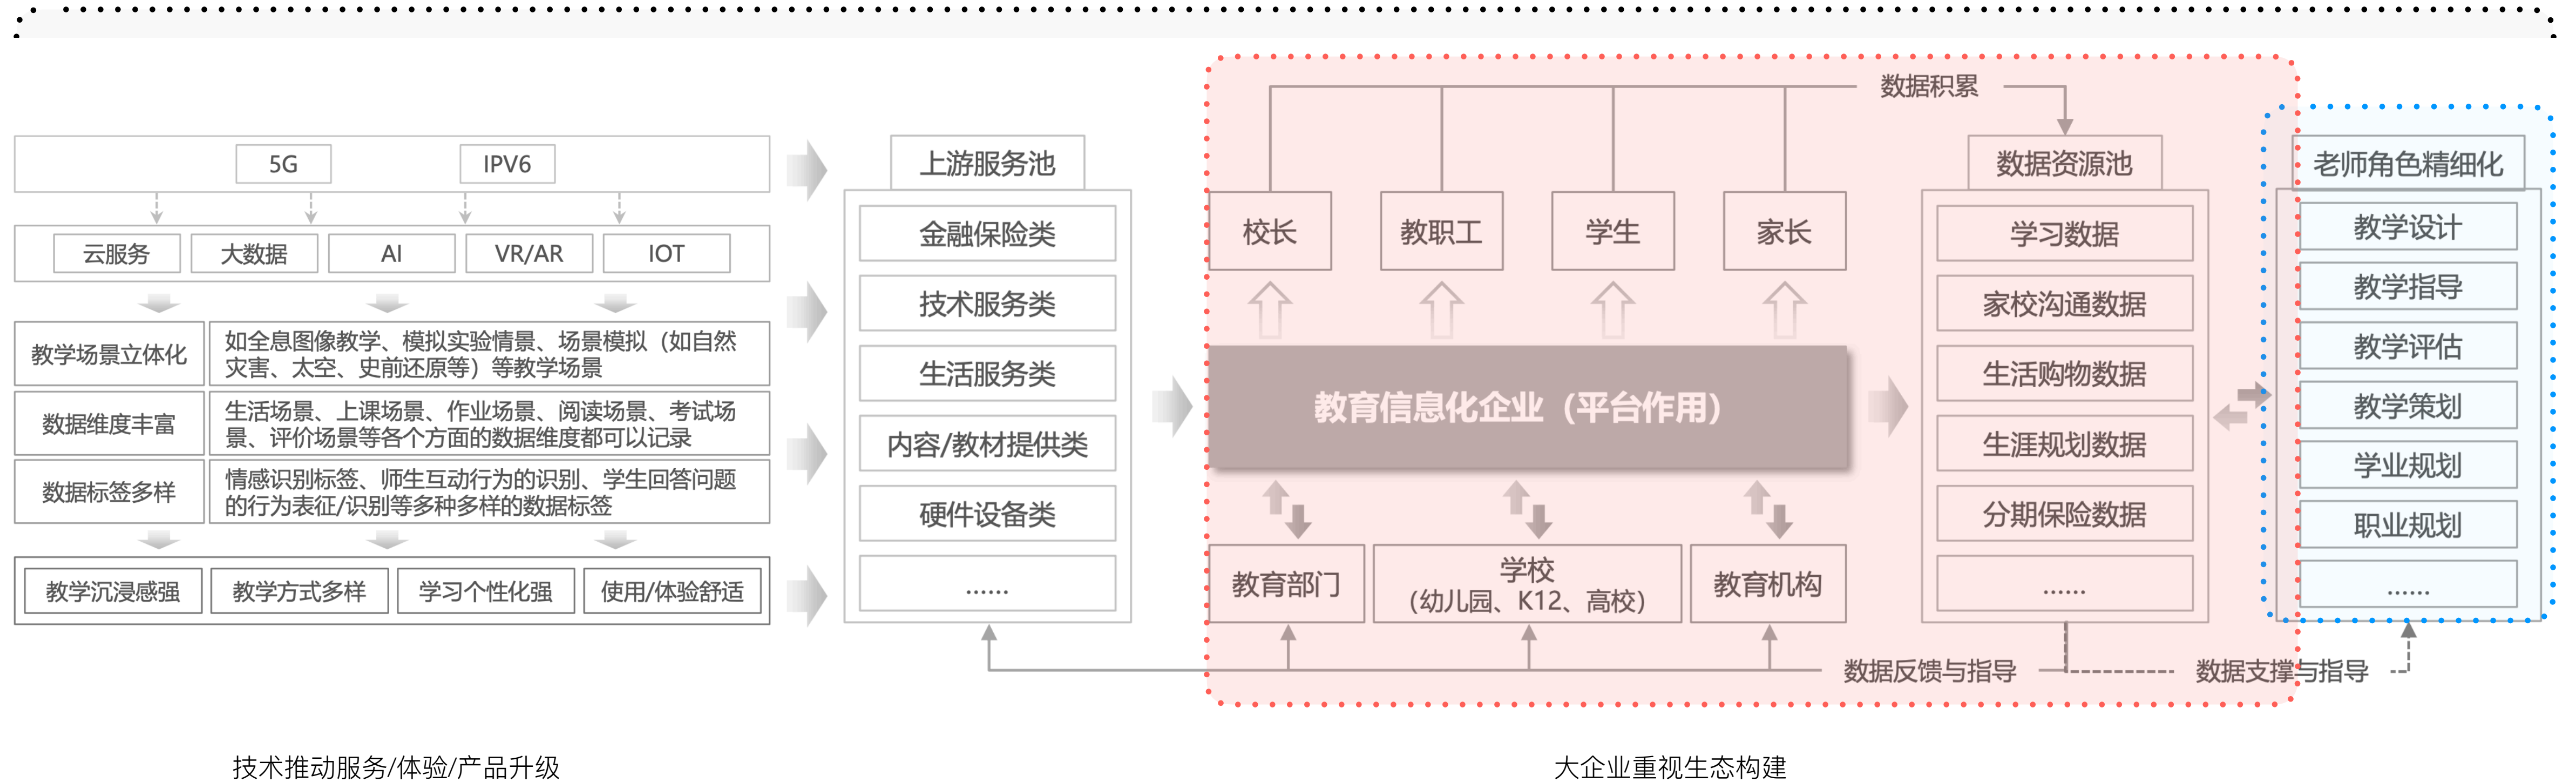 5G
IPV6
云服务
大数据
AI
VR/AR
IOT
教学场景立体化
如全息图像教学、模拟实验情景、场景模拟（如自然
灾害、太空、史前还原等）等教学场景
数据维度丰富
生活场景、上课场景、作业场景、阅读场景、考试场
景、评价场景等各个方面的数据维度都可以记录
数据标签多样
情感识别标签、师生互动行为的识别、学生回答问题
的行为表征/识别等多种多样的数据标签
教学沉浸感强
教学方式多样
学习个性化强
使用/体验舒适
技术推动服务/体验/产品升级
上游服务池
金融保险类
技术服务类
生活服务类
内容/教材提供类
硬件设备类
……
数据积累
校长
教职工
学生
家长
教育信息化企业（平台作用）
教育部门
学校
（幼儿园、K12、高校）
教育机构
数据资源池
学习数据
家校沟通数据
生活购物数据
生涯规划数据
分期保险数据
……
数据反馈与指导
数据支撑与指导
老师角色精细化
教学设计
教学指导
教学评估
教学策划
学业规划
职业规划
……
大企业重视生态构建